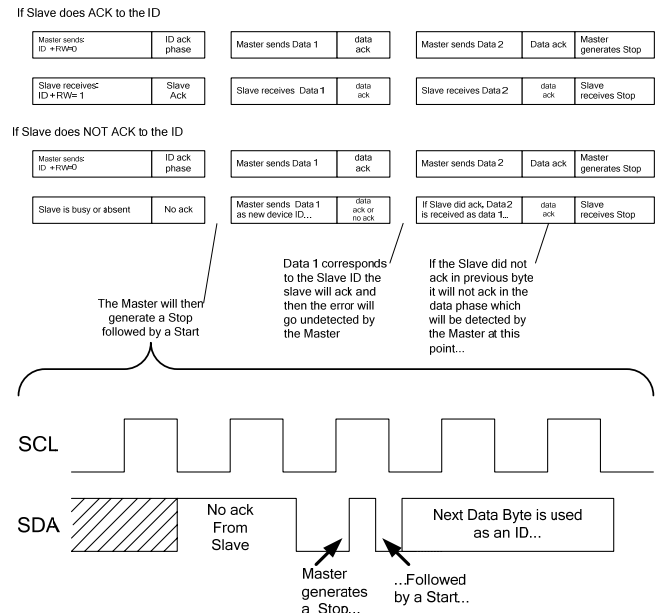 If Slave does ACK to the ID
Master sends:
ID +RW=0
ID ack
phase
Master sends Data 1
data
ack
Master sends Data 2
Data ack
Master
generates Stop
Slave receives:
ID +RW= 1
Slave
Ack
Slave receives Data 1
data
ack
Slave receives Data 2
data
ack
Slave
receives Stop
If Slave does NOT ACK to the ID
Master sends:
ID +RW=0
ID ack
phase
Master sends Data 1
data
ack
Master sends Data 2
Data ack
Master
generates Stop
Slave is busy or absent
No ack
Master sends Data 1
as new device ID...
data
ack or
no ack
If Slave did ack, Data2
is received as data 1...
data
ack
Slave
receives Stop
The Master will then
generate a Stop
followed by a Start
Data 1 corresponds
to the Slave ID the
slave will ack and
then the error will
go undetected by
the Master
If the Slave did not
ack in previous byte
it will not ack in the
data phase which
will be detected by
the Master at this
point...
SCL
SDA
No ack
From
Slave
Next Data Byte is used
as an ID...
Master
generates
a Stop...
...Followed
by a Start...